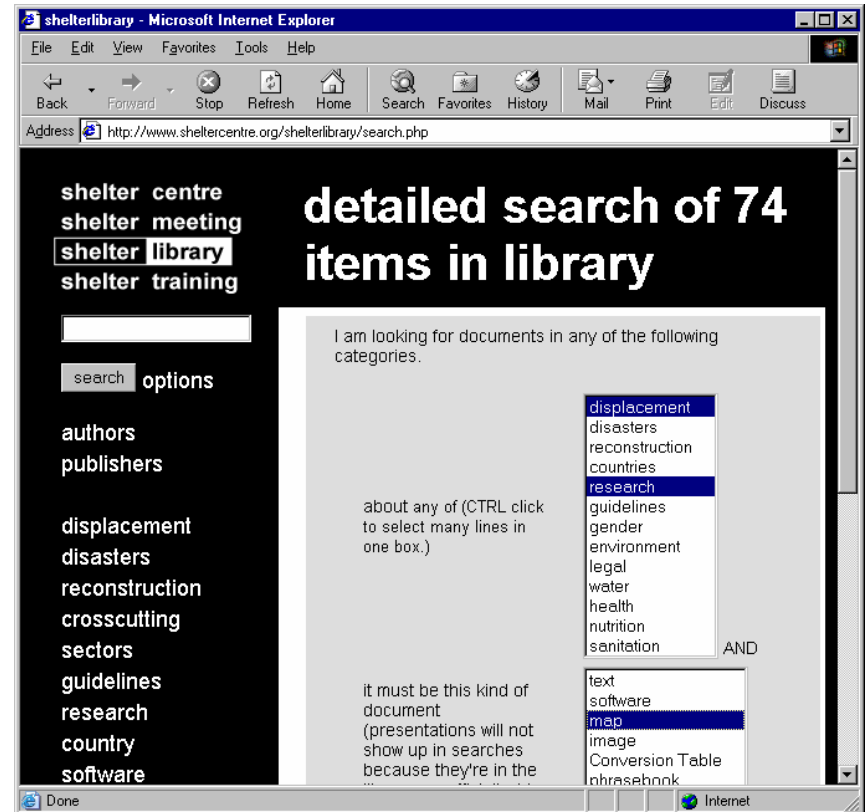 shelterlibrary - Microsoft Internet Explorer
File Edit View Favorites Tools Help
Back Forward Stop Refresh Home Search Favorites History Mail Print Edit Discuss
Address http://www.sheltercentre.org/shelterlibrary/search.php
shelter centre
shelter meeting
shelter library
shelter training
search options
authors
publishers
displacement
disasters
reconstruction
crosscutting
sectors
guidelines
research
country
software
detailed search of 74
items in library
I am looking for documents in any of the following
categories.
about any of (CTRL click
to select many lines in
one box.)
displacement
disasters
reconstruction
countries
research
guidelines
gender
environment
legal
water
health
nutrition
sanitation
AND
it must be this kind of
document
(presentations will not
show up in searches
because they're in the
text
software
map
image
Conversion Table
phrasebook
Done
Internet